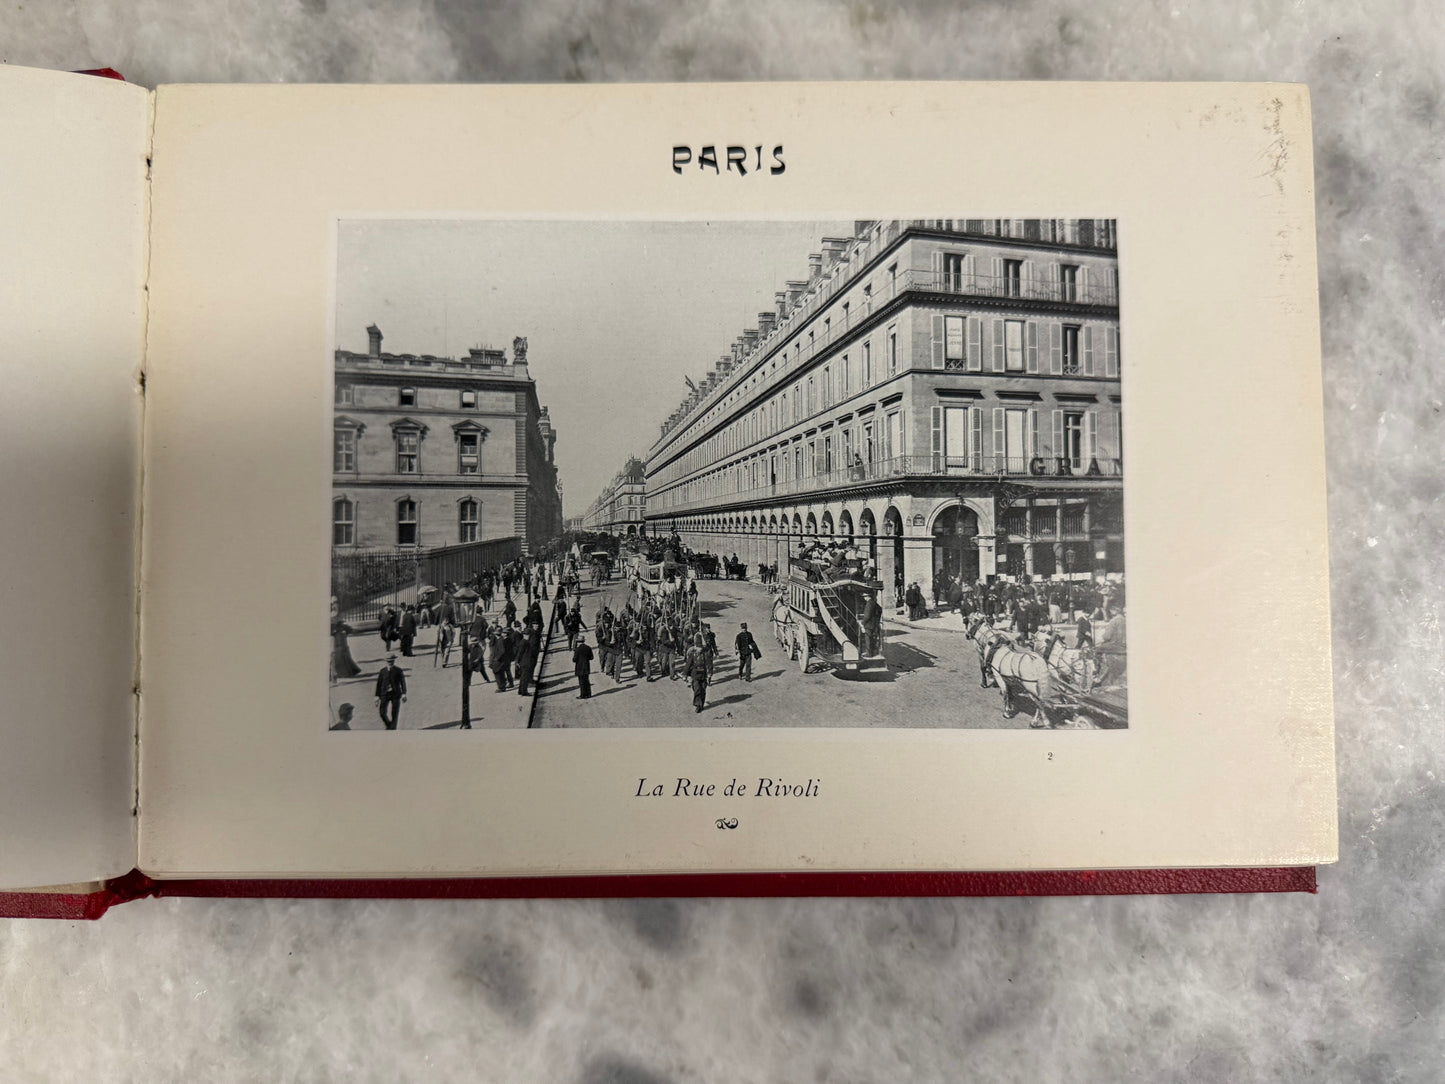 PARIS
GRAN
2
La Rue de Rivoli